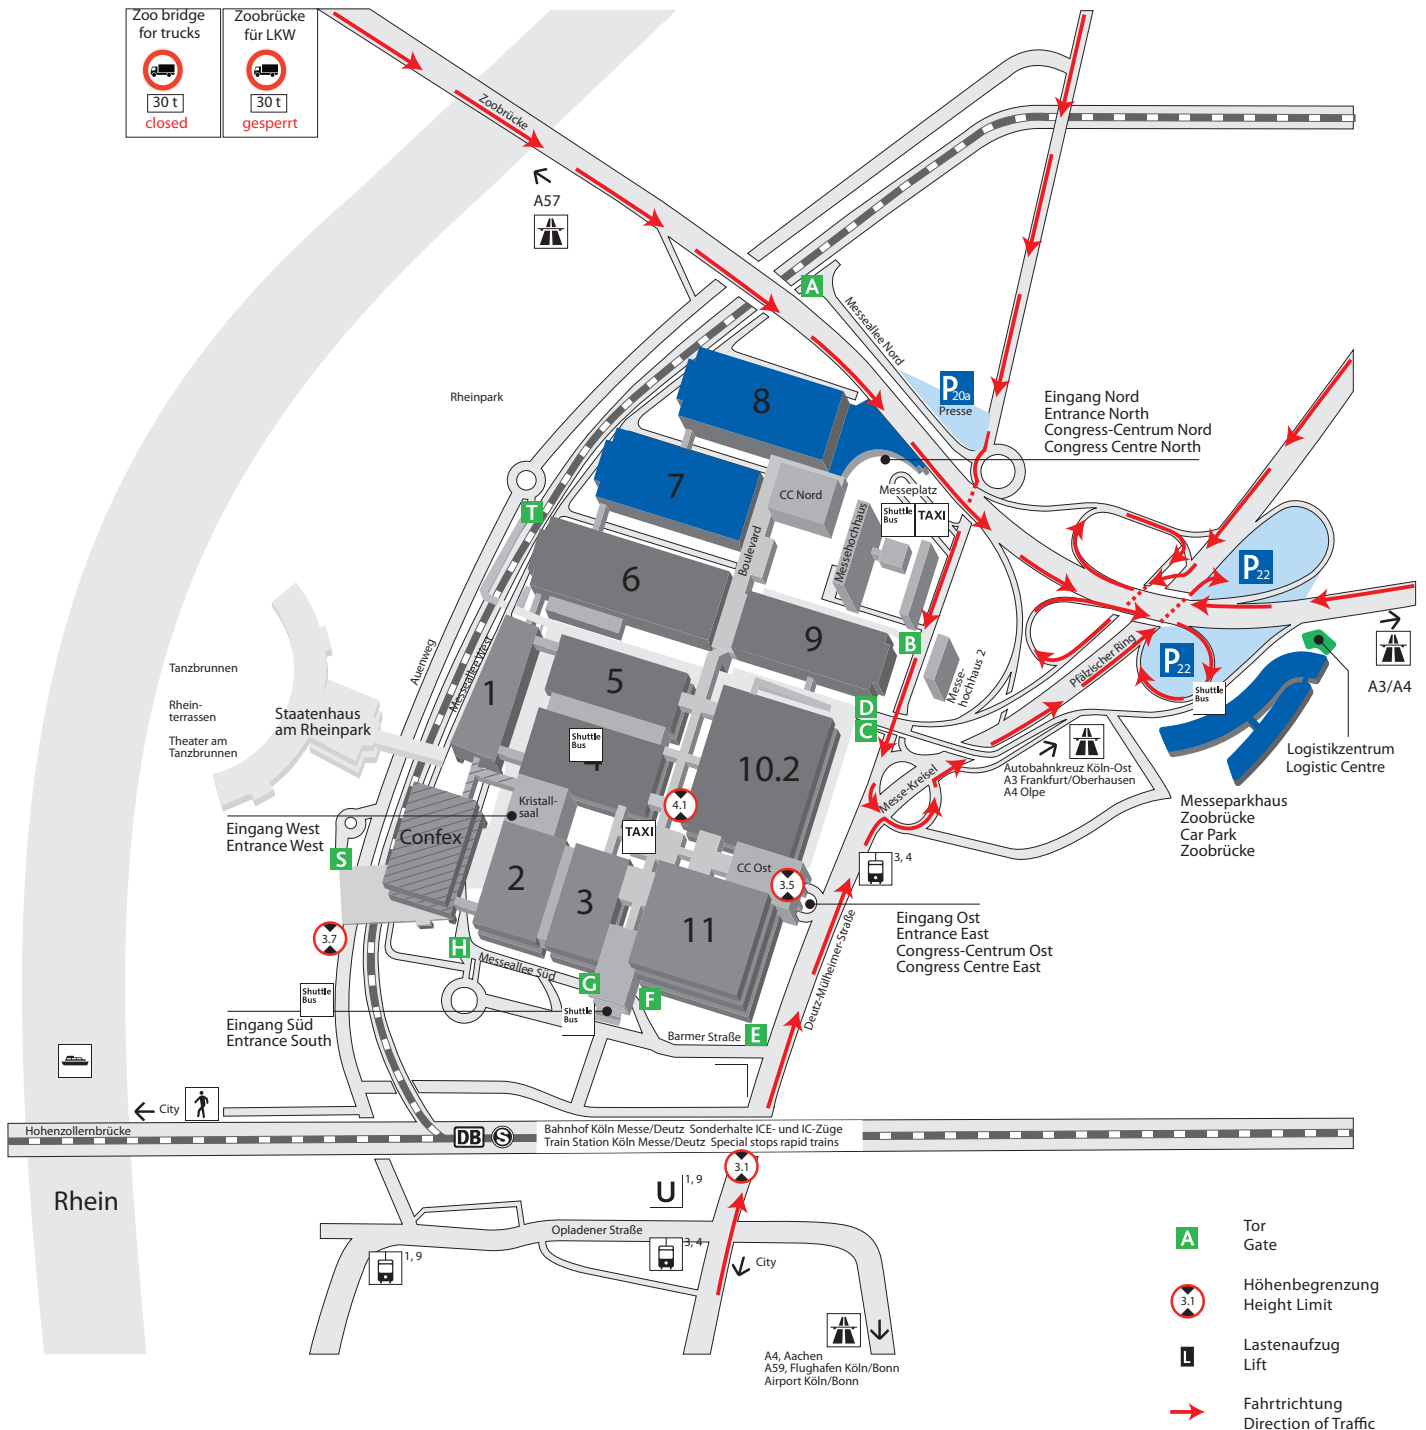 Zoo bridge
for trucks
30 t
closed
Zoobrücke
für LKW
30 t
gesperrt
Zoobrücke
A57
A
Messeallee Nord
P20a
Presse
Eingang Nord
Entrance North
Congress-Centrum Nord
Congress Centre North
Rheinpark
8
7
CC Nord
Messeplatz
Shuttle
Bus
TAXI
T
Boulevard
Messehochhaus
6
9
B
P22
P22
Shuttle
Bus
A3/A4
Pfälzischer Ring
Messe-
hochhaus 2
Auenweg
Messeallee West
Tanzbrunnen
Rhein-
terrassen
Theater am
Tanzbrunnen
Staatenhaus
am Rheinpark
1
5
Shuttle
Bus
4
10.2
D
C
Messe-Kreisel
Autobahnkreuz Köln-Ost
A3 Frankfurt/Oberhausen
A4 Olpe
Logistikzentrum
Logistic Centre
Messeparkhaus
Zoobrücke
Car Park
Zoobrücke
Kristall-
saal
4.1
TAXI
Eingang West
Entrance West
Confex
S
2
3
11
CC Ost
3.5
3, 4
Eingang Ost
Entrance East
Congress-Centrum Ost
Congress Centre East
3.7
H
Messeallee Süd
G
F
E
Shuttle
Bus
Shuttle
Bus
Eingang Süd
Entrance South
Barmer Straße
Deutz-Mülheimer-Straße
City
Hohenzollernbrücke
DB
S
Bahnhof Köln Messe/Deutz Sonderhalte ICE- und IC-Züge
Train Station Köln Messe/Deutz Special stops rapid trains
3.1
Rhein
U
1, 9
Opladener Straße
1, 9
3, 4
City
A4, Aachen
A59, Flughafen Köln/Bonn
Airport Köln/Bonn
A
Tor
Gate
3.1
Höhenbegrenzung
Height Limit
L
Lastenaufzug
Lift
Fahrtrichtung
Direction of Traffic